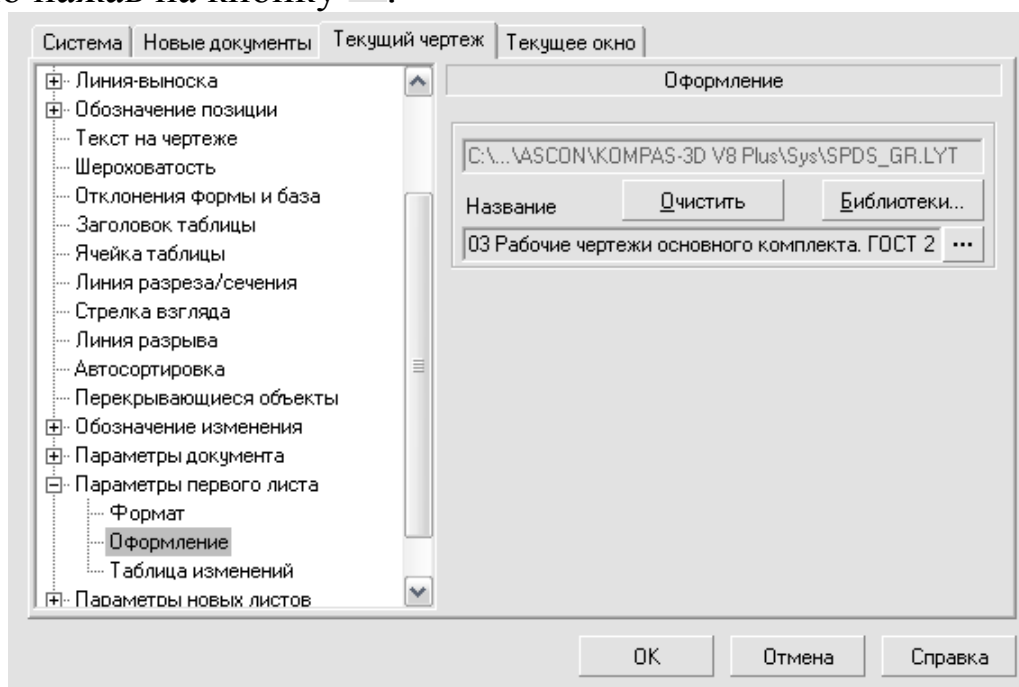 о нажав на кнопку
Система Новые документы Текущий чертеж Текущее окно
Линия-выноска
Обозначение позиции
Текст на чертеже
Шероховатость
Отклонения формы и база
Заголовок таблицы
Ячейка таблицы
Линия разреза/сечения
Стрелка взгляда
Линия разрыва
Автосортировка
Перекрывающиеся объекты
Обозначение изменения
Параметры документа
Параметры первого листа
Формат
Оформление
Таблица изменений
Параметры новых листов
Оформление
C:\...\ASCON\KOMPAS-3D V8 Plus\Sys\SPDS_GR.LYT
Название Очистить Библиотеки...
03 Рабочие чертежи основного комплекта. ГОСТ 2 ...
OK Отмена Справка